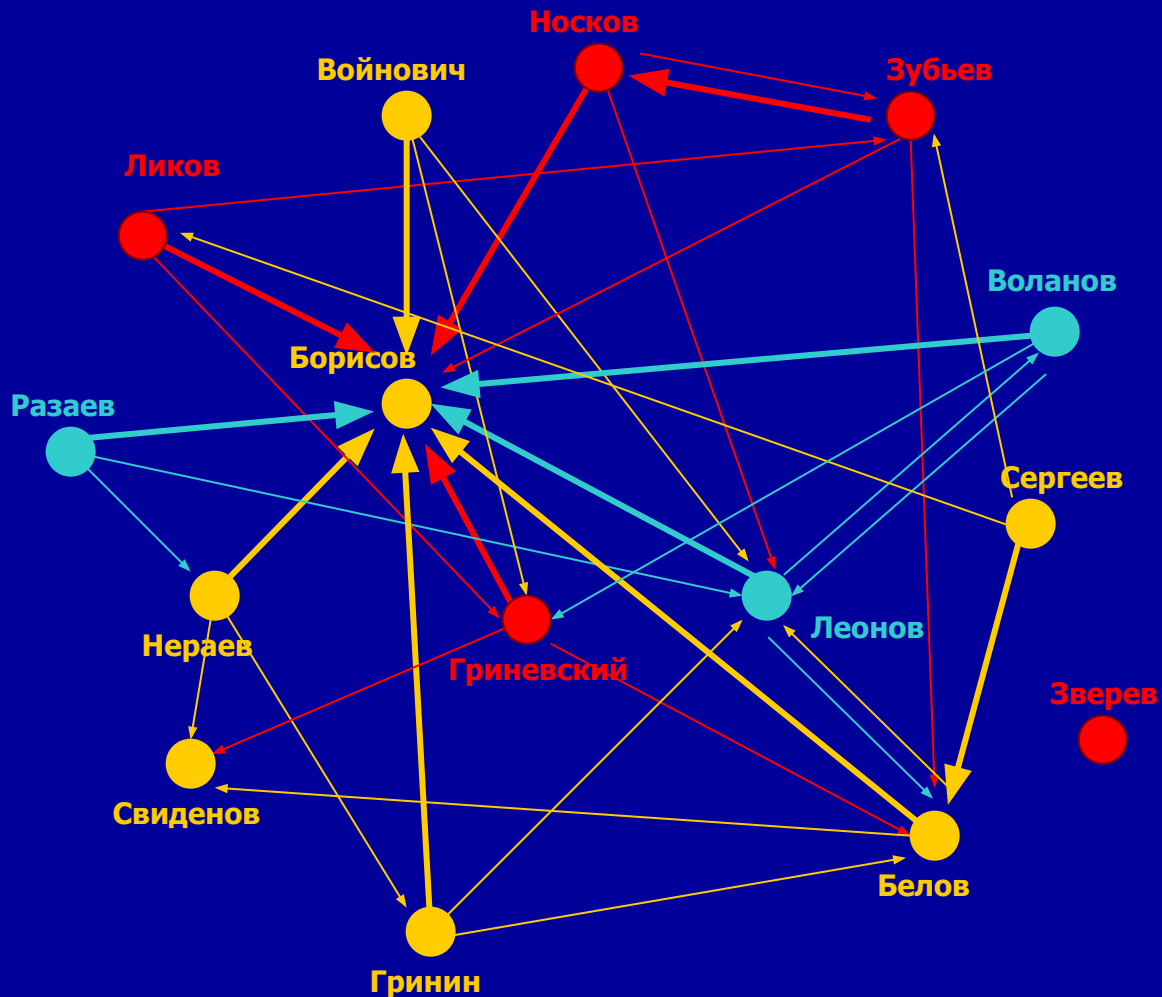 Носков
Войнович
Зубьев
Ликов
Воланов
Борисов
Разаев
Сергеев
Леонов
Нераев
Гриневский
Зверев
Свиденов
Белов
Гринин